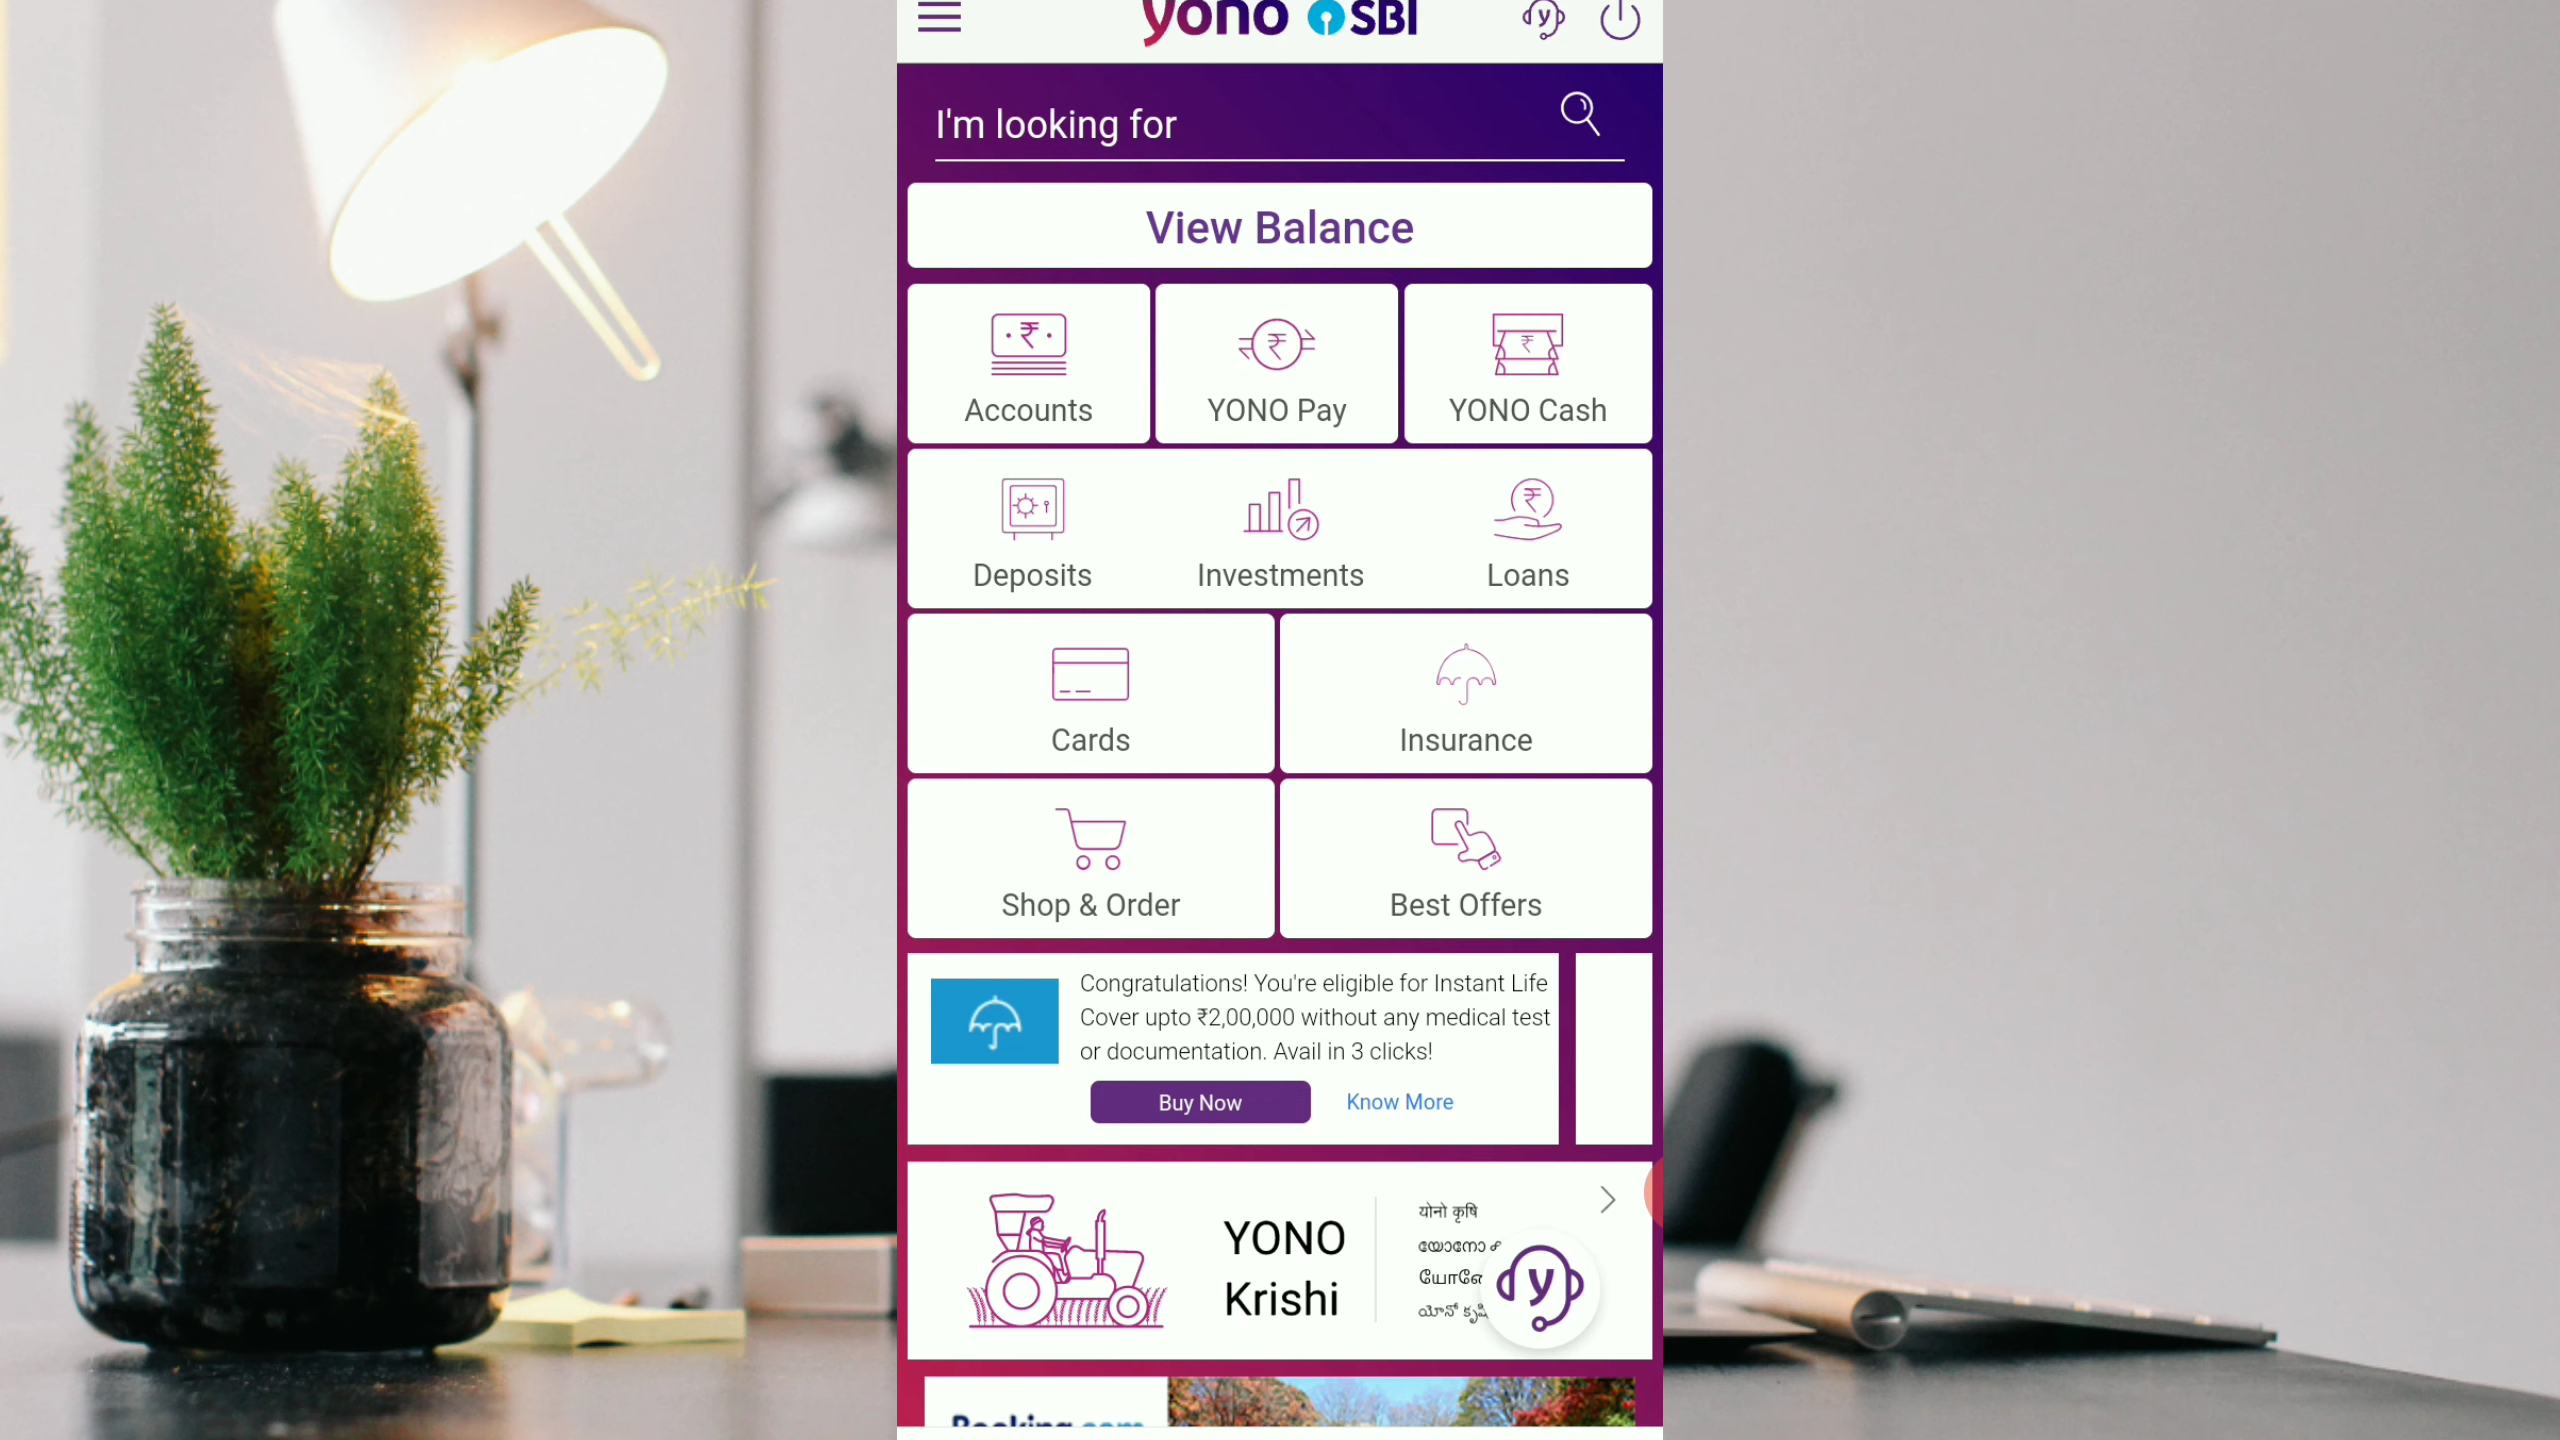 yono SBI
I'm looking for
View Balance
Accounts
YONO Pay
YONO Cash
Deposits
Investments
Loans
Cards
Insurance
Shop & Order
Best Offers
Congratulations! You're eligible for Instant Life
Cover upto ₹2,00,000 without any medical test
or documentation. Avail in 3 clicks!
Buy Now
Know More
YONO
Krishi
योनो कृषि
യോനോ
యోనో
y
Booking.com